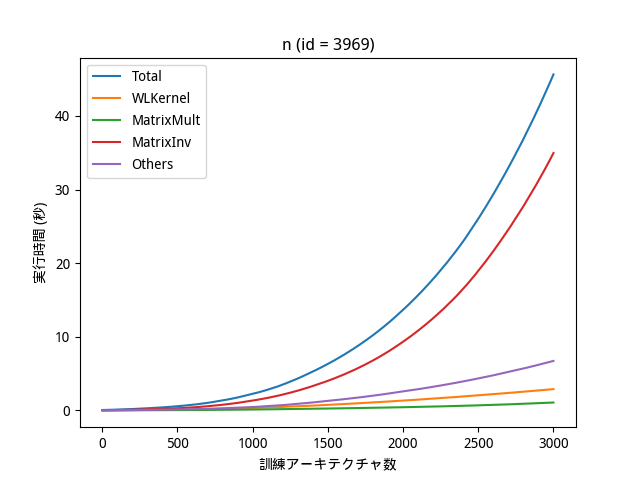 n (id = 3969)
Total
WLKernel
MatrixMult
MatrixInv
Others
実行時間 (秒)
40
30
20
10
0
0 500 1000 1500 2000 2500 3000
訓練アーキテクチャ数